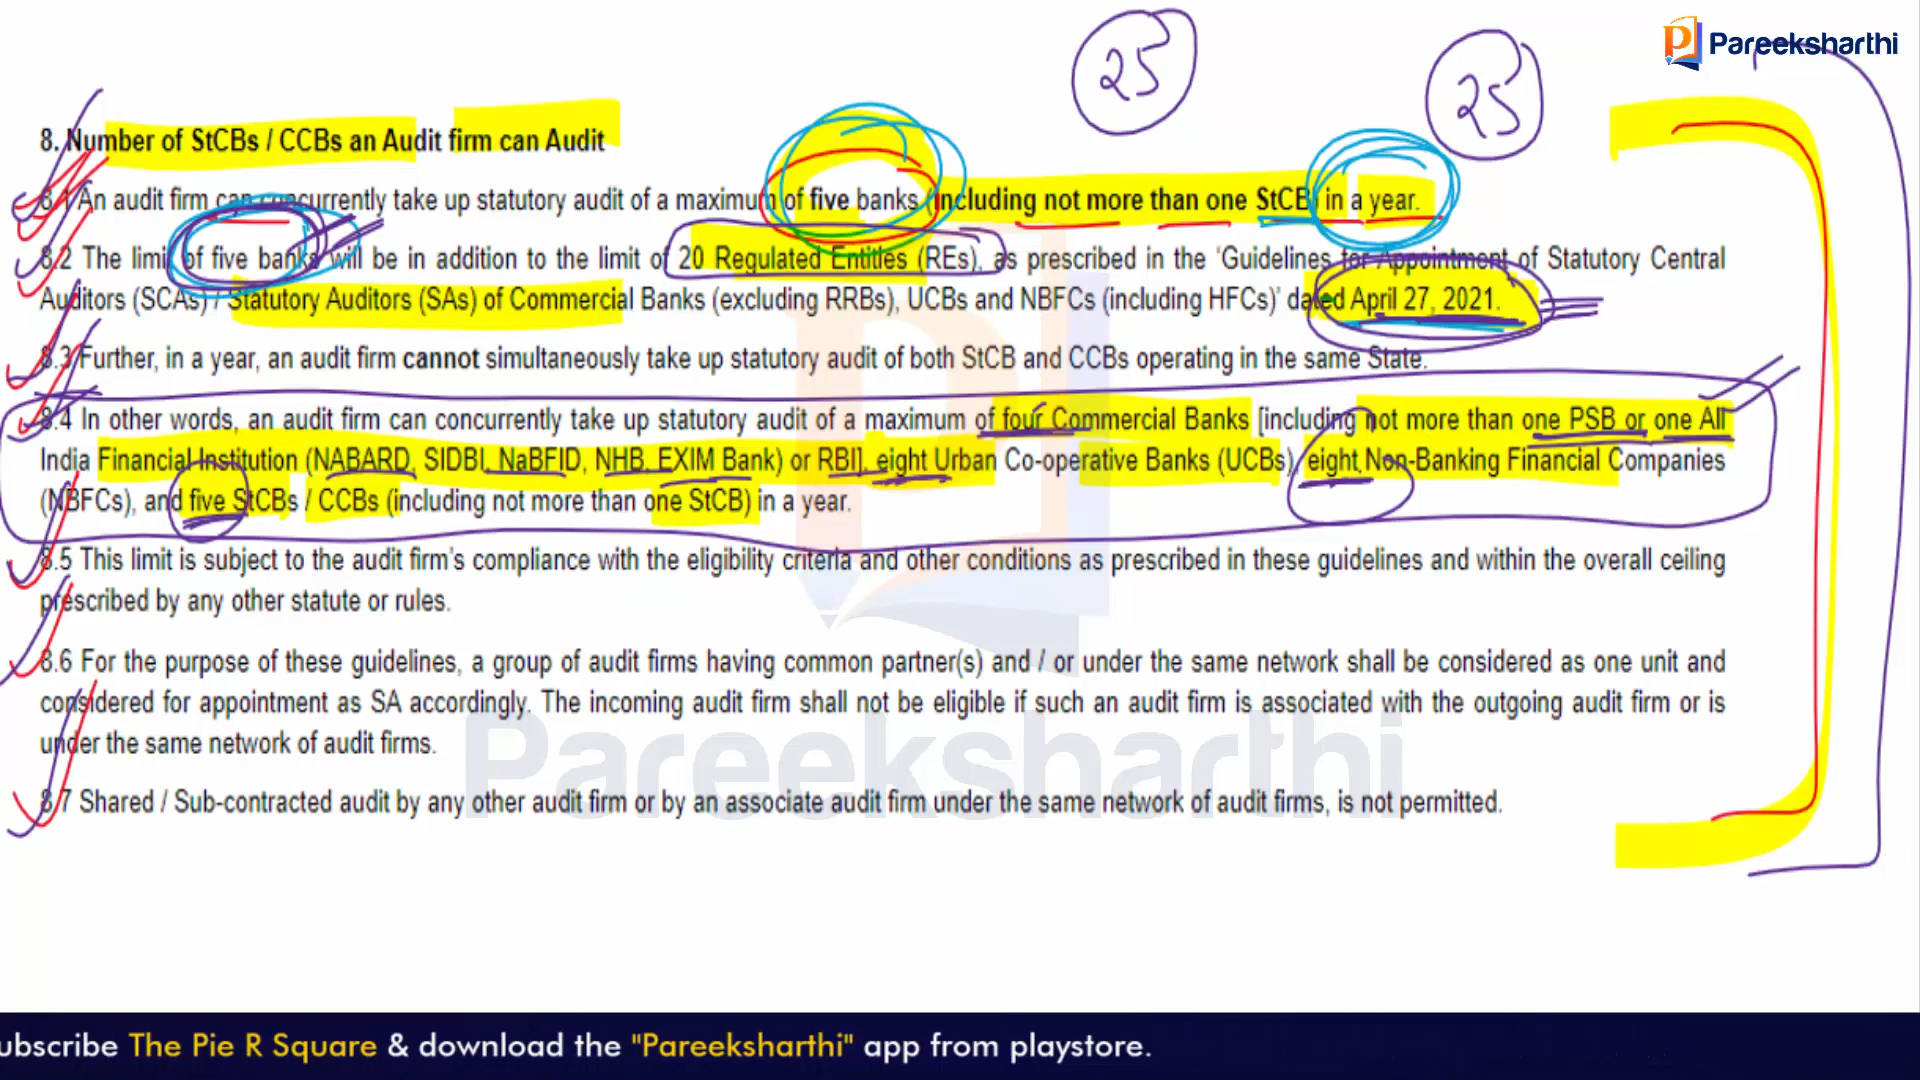 25
25
Pareeksharthi
8. Number of StCBs / CCBs an Audit firm can Audit
8.1 An audit firm can concurrently take up statutory audit of a maximum of five banks (including not more than one StCB) in a year.
8.2 The limit of five banks will be in addition to the limit of 20 Regulated Entities (REs), as prescribed in the ‘Guidelines for Appointment of Statutory Central
Auditors (SCAs) / Statutory Auditors (SAs) of Commercial Banks (excluding RRBs), UCBs and NBFCs (including HFCs)’ dated April 27, 2021.
8.3 Further, in a year, an audit firm cannot simultaneously take up statutory audit of both StCB and CCBs operating in the same State.
8.4 In other words, an audit firm can concurrently take up statutory audit of a maximum of four Commercial Banks [including not more than one PSB or one All
India Financial Institution (NABARD, SIDBI, NaBFID, NHB, EXIM Bank) or RBI], eight Urban Co-operative Banks (UCBs), eight Non-Banking Financial Companies
(NBFCs), and five StCBs / CCBs (including not more than one StCB) in a year.
8.5 This limit is subject to the audit firm’s compliance with the eligibility criteria and other conditions as prescribed in these guidelines and within the overall ceiling
prescribed by any other statute or rules.
8.6 For the purpose of these guidelines, a group of audit firms having common partner(s) and / or under the same network shall be considered as one unit and
considered for appointment as SA accordingly. The incoming audit firm shall not be eligible if such an audit firm is associated with the outgoing audit firm or is
under the same network of audit firms.
8.7 Shared / Sub-contracted audit by any other audit firm or by an associate audit firm under the same network of audit firms, is not permitted.
Pareeksharthi
ubscribe The Pie R Square & download the "Pareeksharthi" app from playstore.